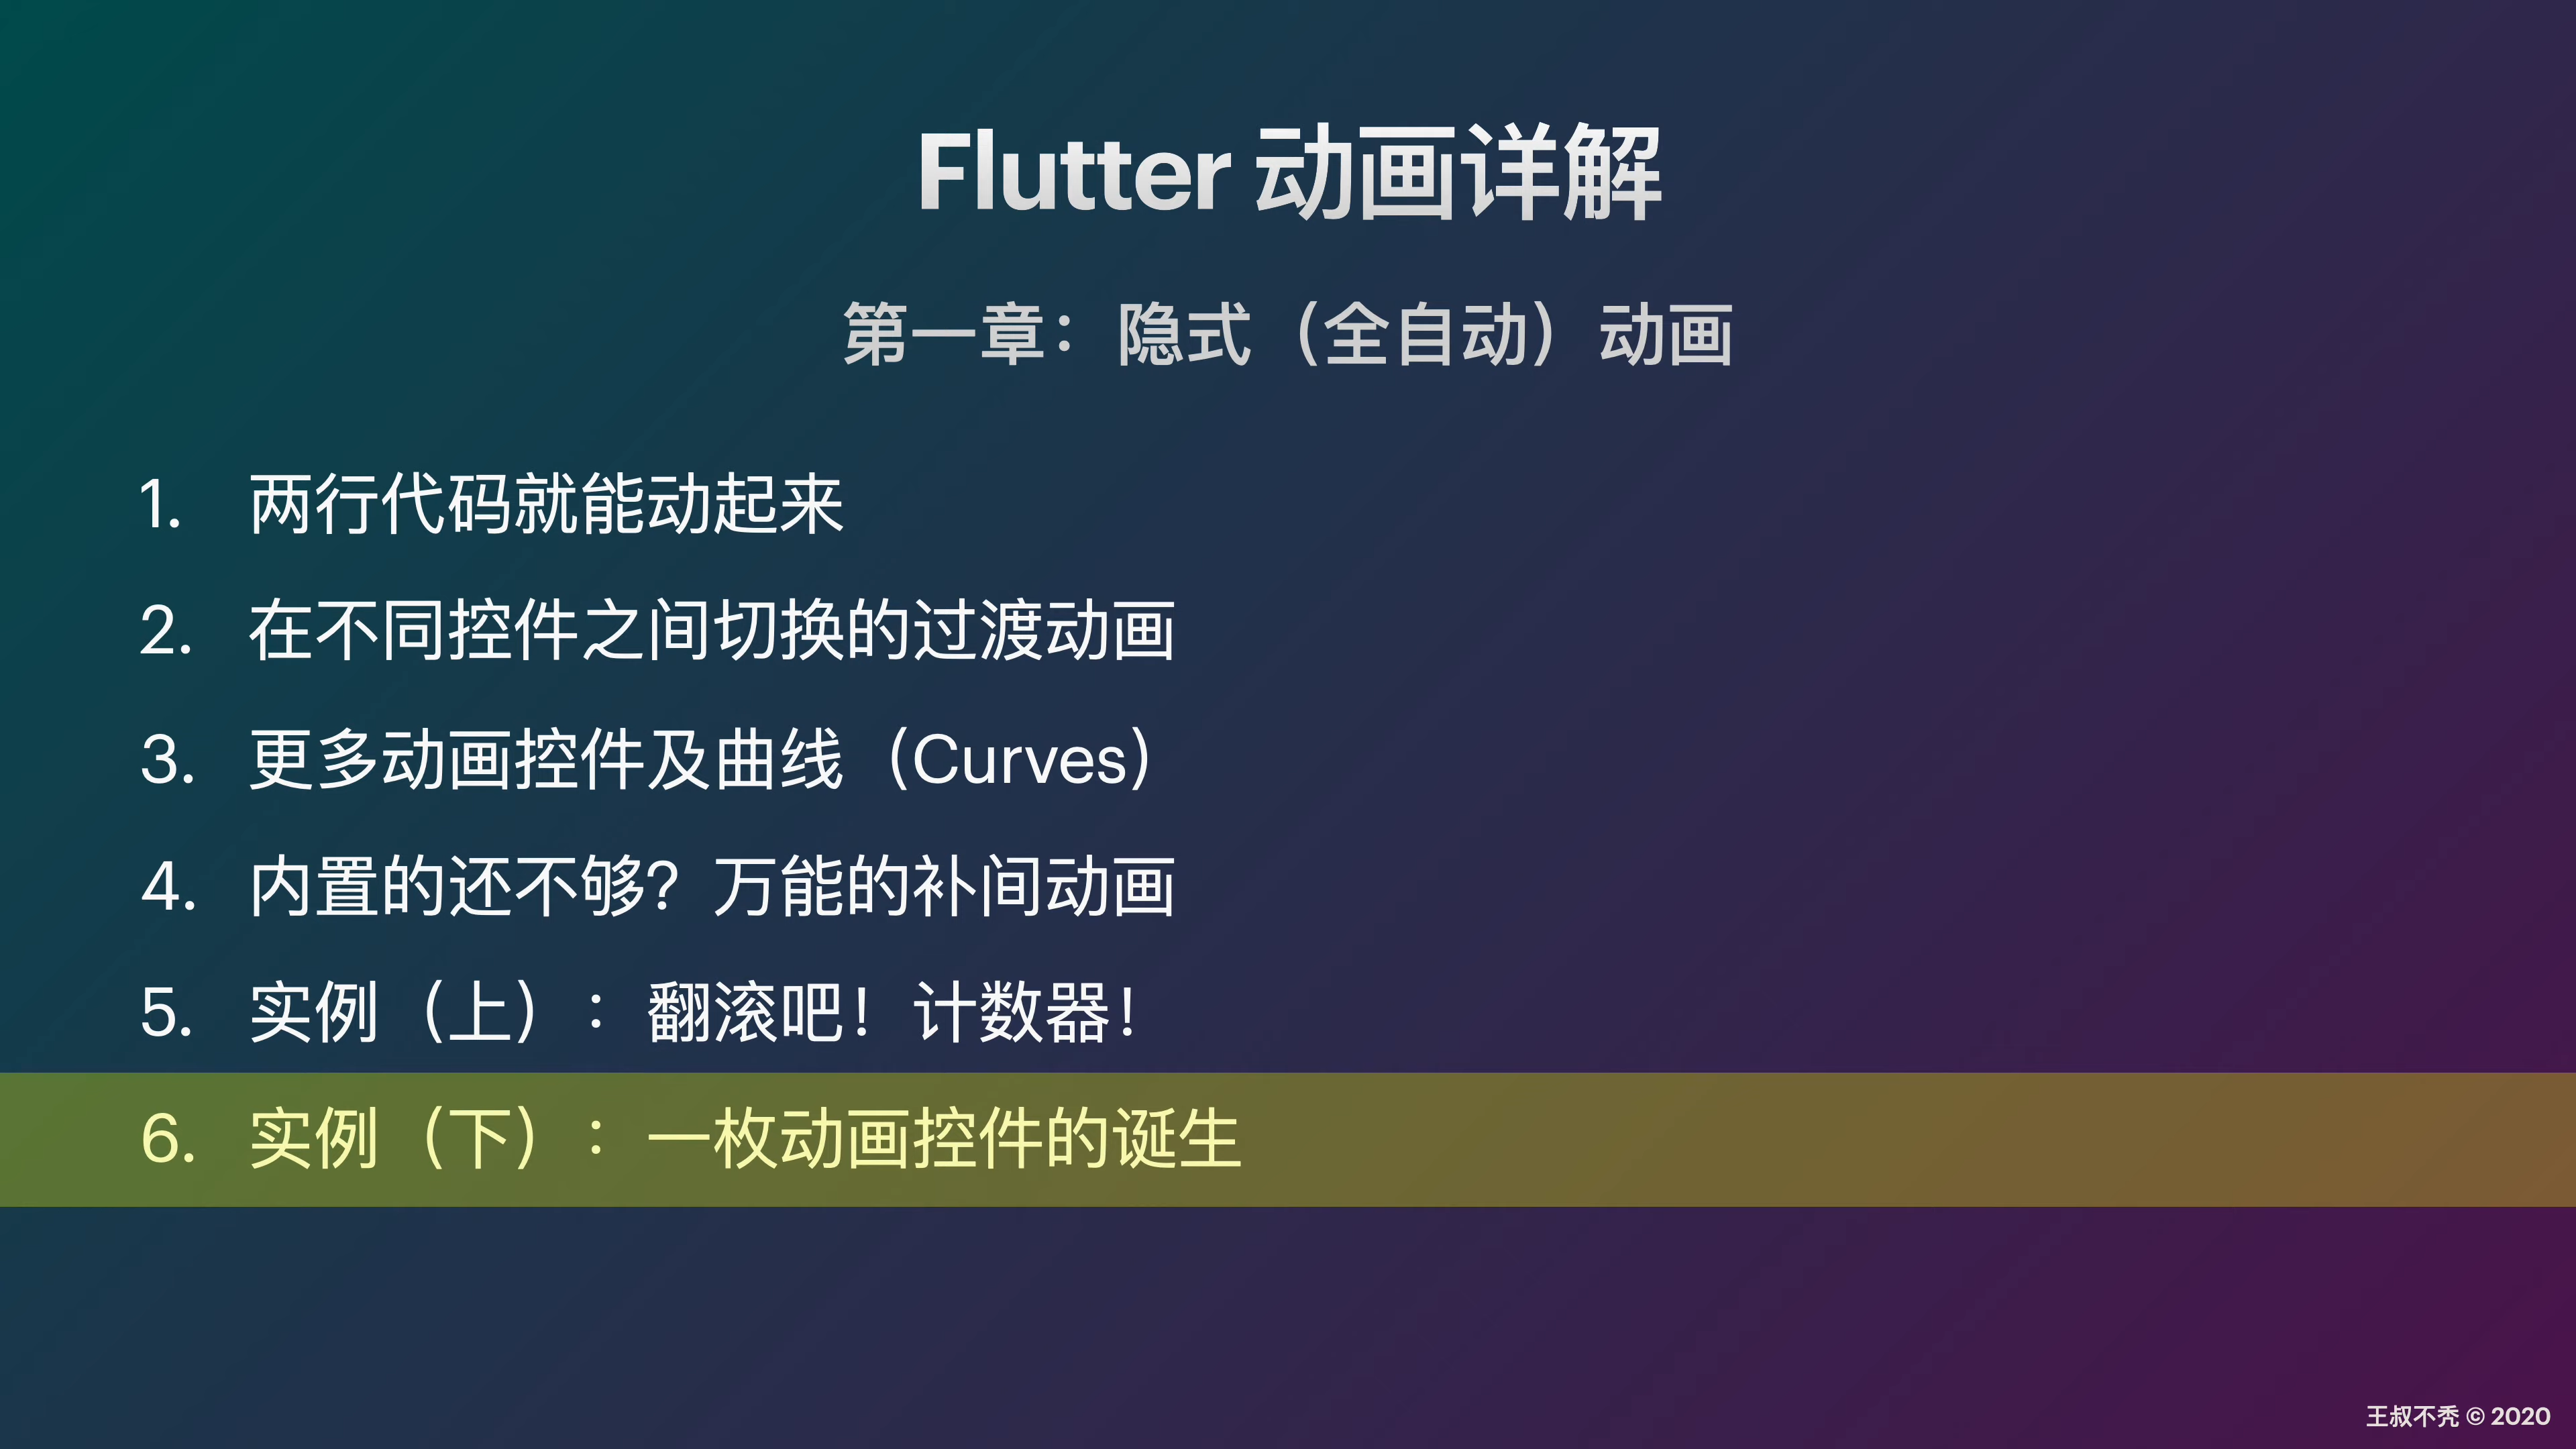 Flutter 动画详解
第一章：隐式（全自动）动画
1. 两行代码就能动起来
2. 在不同控件之间切换的过渡动画
3. 更多动画控件及曲线（Curves）
4. 内置的还不够？万能的补间动画
5. 实例（上）：翻滚吧！计数器！
6. 实例（下）：一枚动画控件的诞生
王叔不秃 © 2020